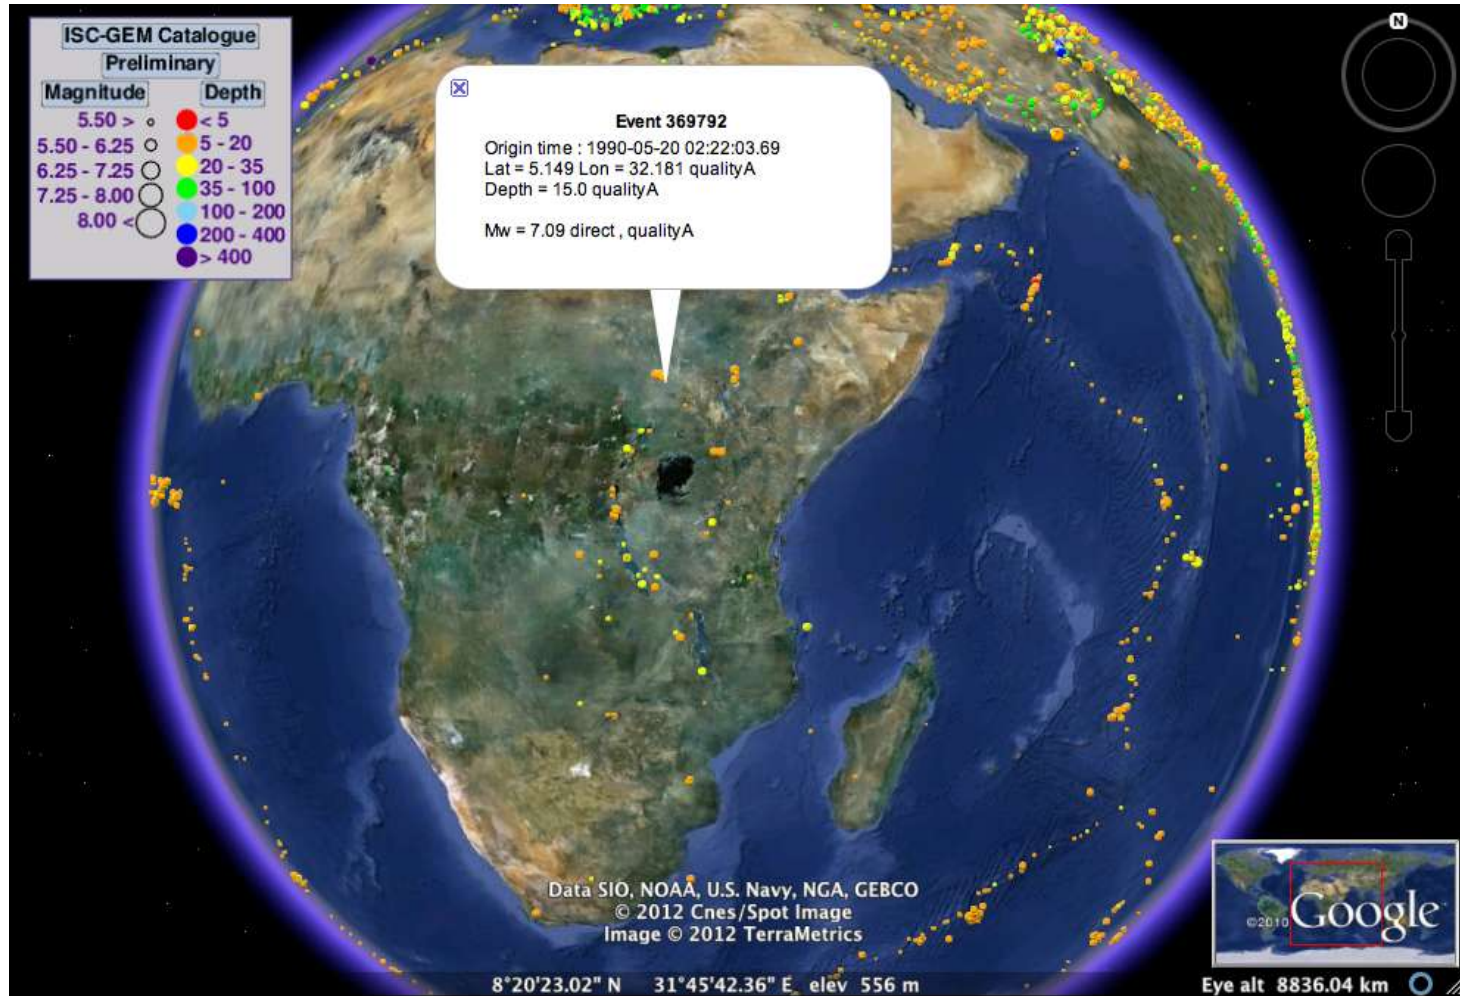 ISC-GEM Catalogue
Preliminary
Magnitude Depth
5.50 > < 5
5.50 - 6.25 5 - 20
6.25 - 7.25 20 - 35
7.25 - 8.00 35 - 100
8.00 < 100 - 200
200 - 400
> 400
Event 369792
Origin time : 1990-05-20 02:22:03.69
Lat = 5.149 Lon = 32.181 qualityA
Depth = 15.0 qualityA
Mw = 7.09 direct , qualityA
N
Data SIO, NOAA, U.S. Navy, NGA, GEBCO
© 2012 Cnes/Spot Image
Image © 2012 TerraMetrics
©2010 Google
8°20'23.02" N 31°45'42.36" E elev 556 m
Eye alt 8836.04 km